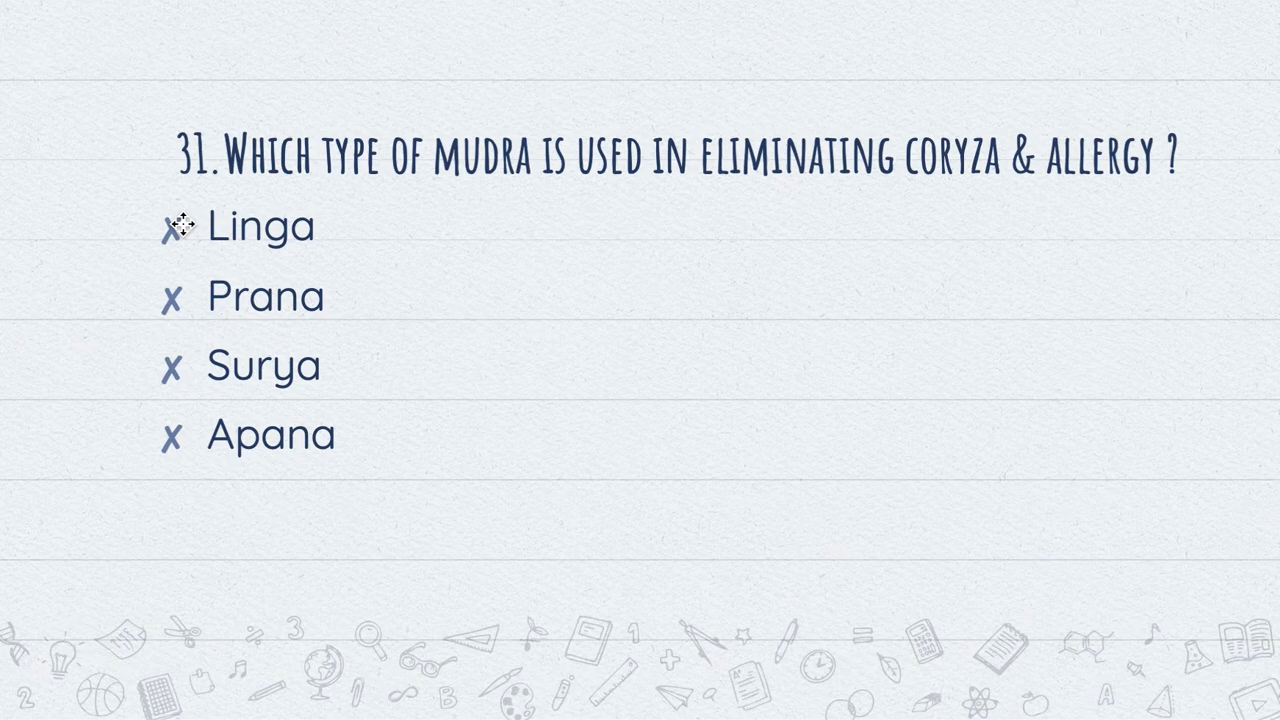 31. Which type of mudra is used in eliminating coryza & allergy ?
✗ Linga
✗ Prana
✗ Surya
✗ Apana